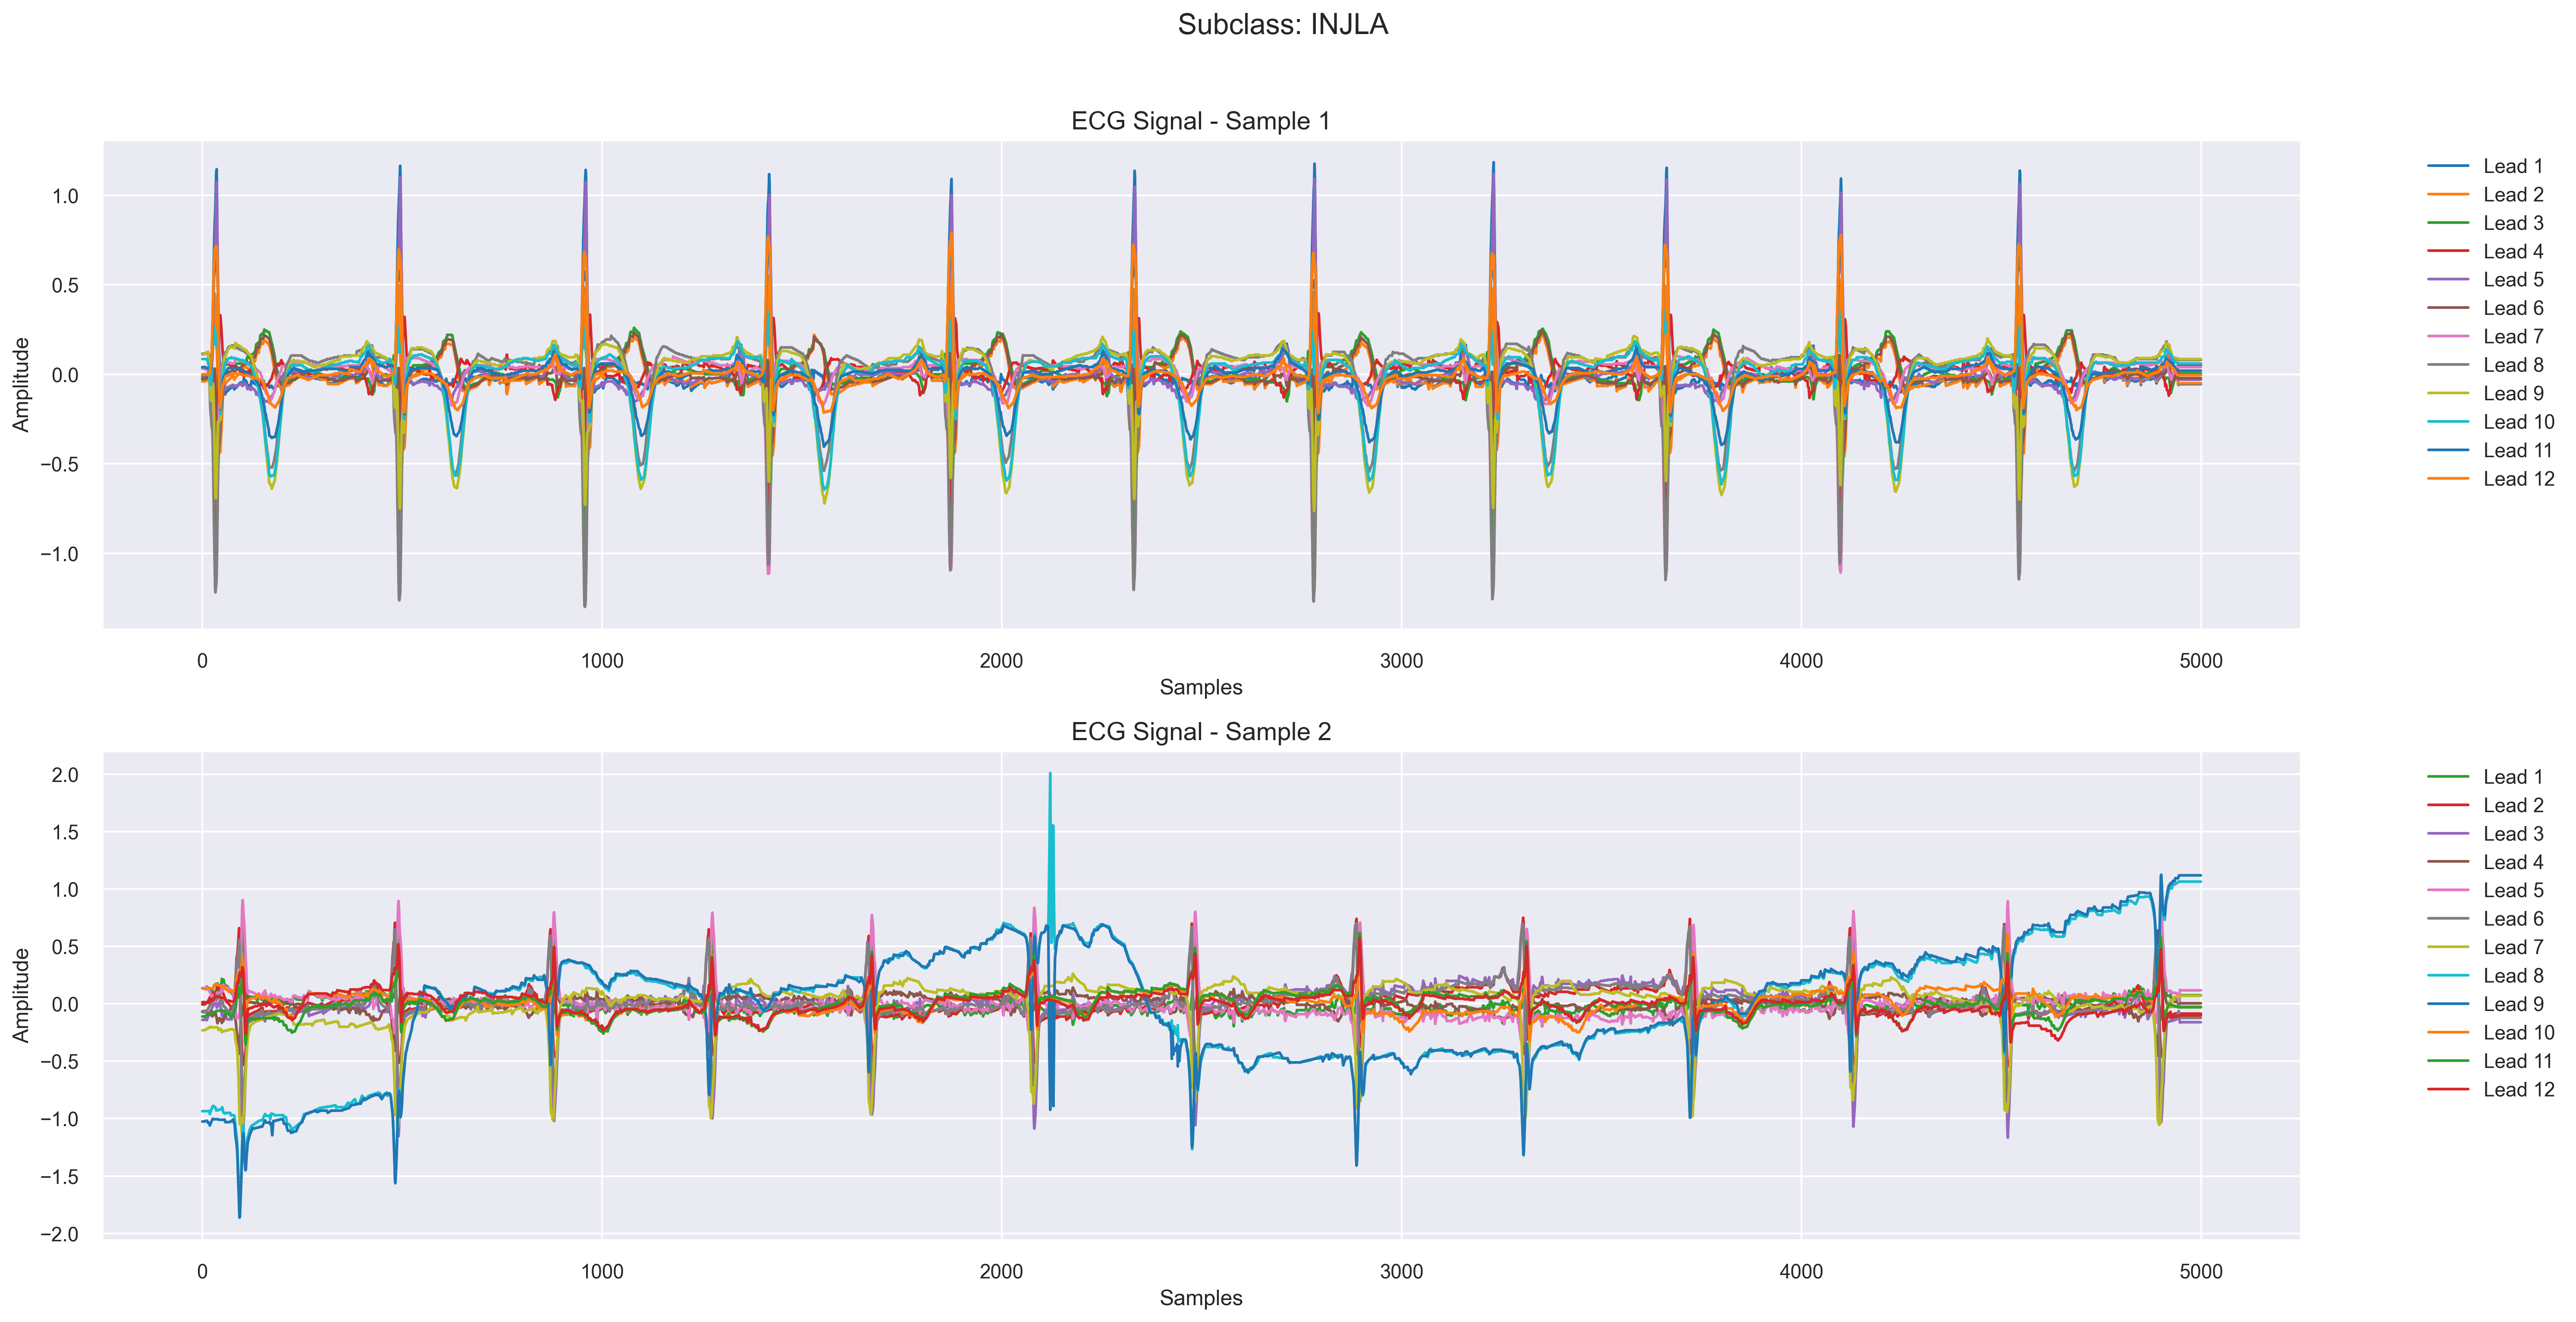 Subclass: INJLA
ECG Signal - Sample 1
Amplitude
1.0
0.5
0.0
−0.5
−1.0
0 1000 2000 3000 4000 5000
Samples
Lead 1
Lead 2
Lead 3
Lead 4
Lead 5
Lead 6
Lead 7
Lead 8
Lead 9
Lead 10
Lead 11
Lead 12
ECG Signal - Sample 2
Amplitude
2.0
1.5
1.0
0.5
0.0
−0.5
−1.0
−1.5
−2.0
0 1000 2000 3000 4000 5000
Samples
Lead 1
Lead 2
Lead 3
Lead 4
Lead 5
Lead 6
Lead 7
Lead 8
Lead 9
Lead 10
Lead 11
Lead 12